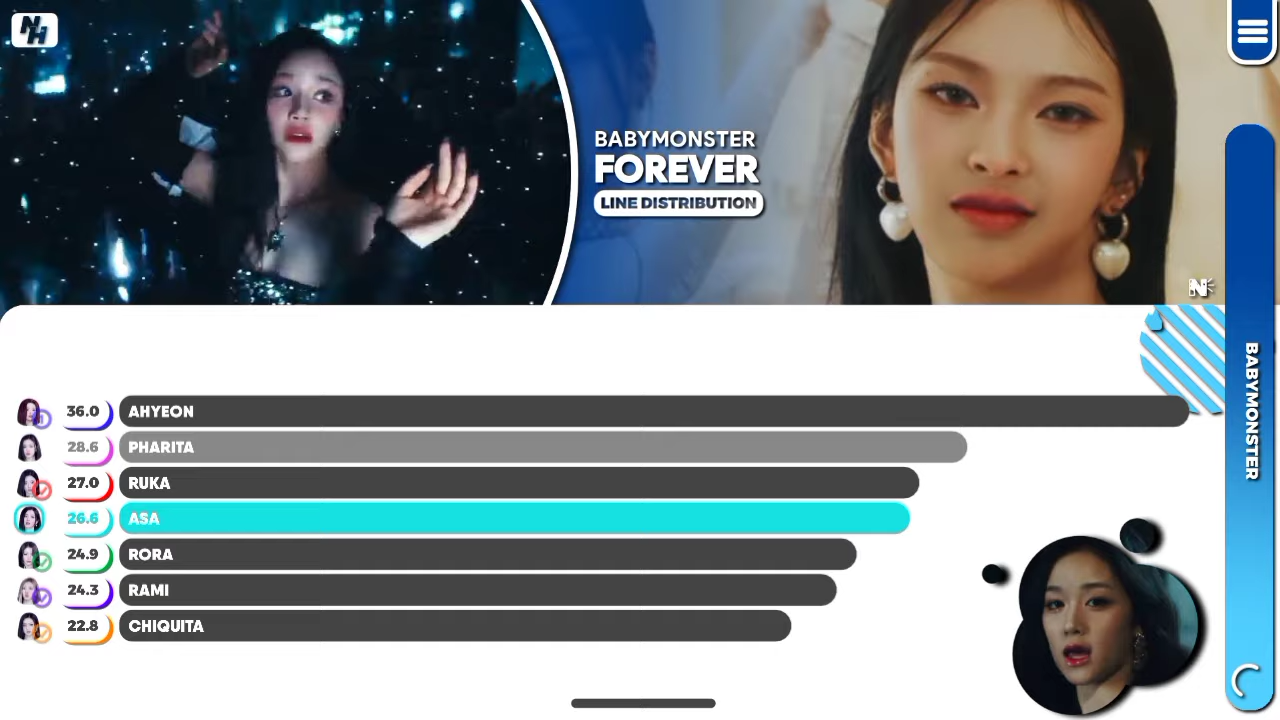 NH
BABYMONSTER
FOREVER
LINE DISTRIBUTION
N
BABYMONSTER
36.0 AHYEON
28.6 PHARITA
27.0 RUKA
26.6 ASA
24.9 RORA
24.3 RAMI
22.8 CHIQUITA